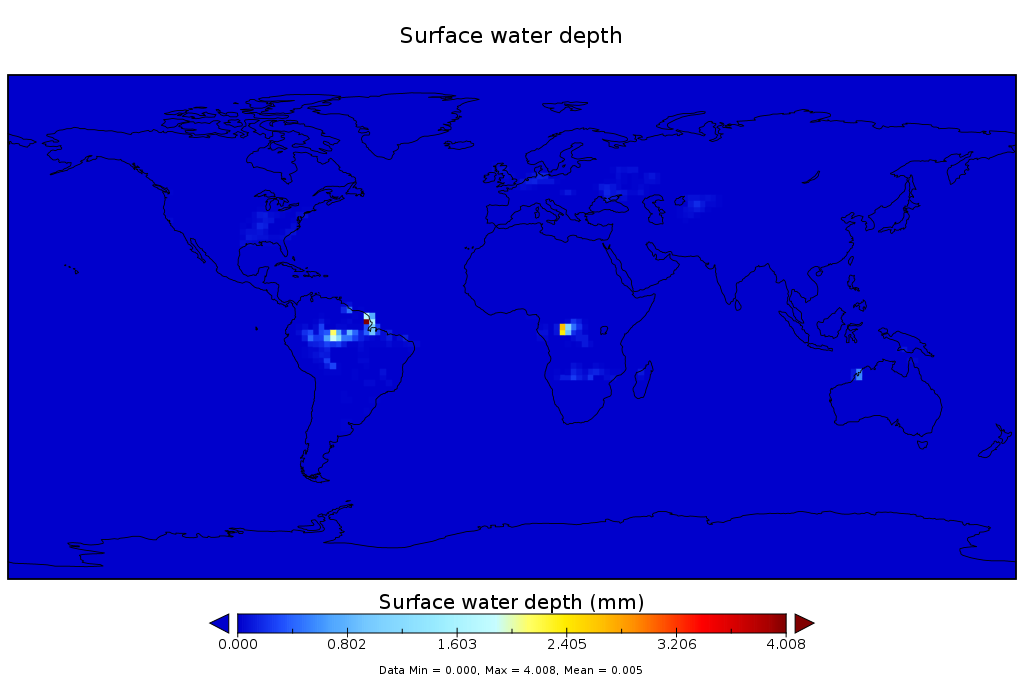 Surface water depth
Surface water depth (mm)
0.000 0.802 1.603 2.405 3.206 4.008
Data Min = 0.000, Max = 4.008, Mean = 0.005